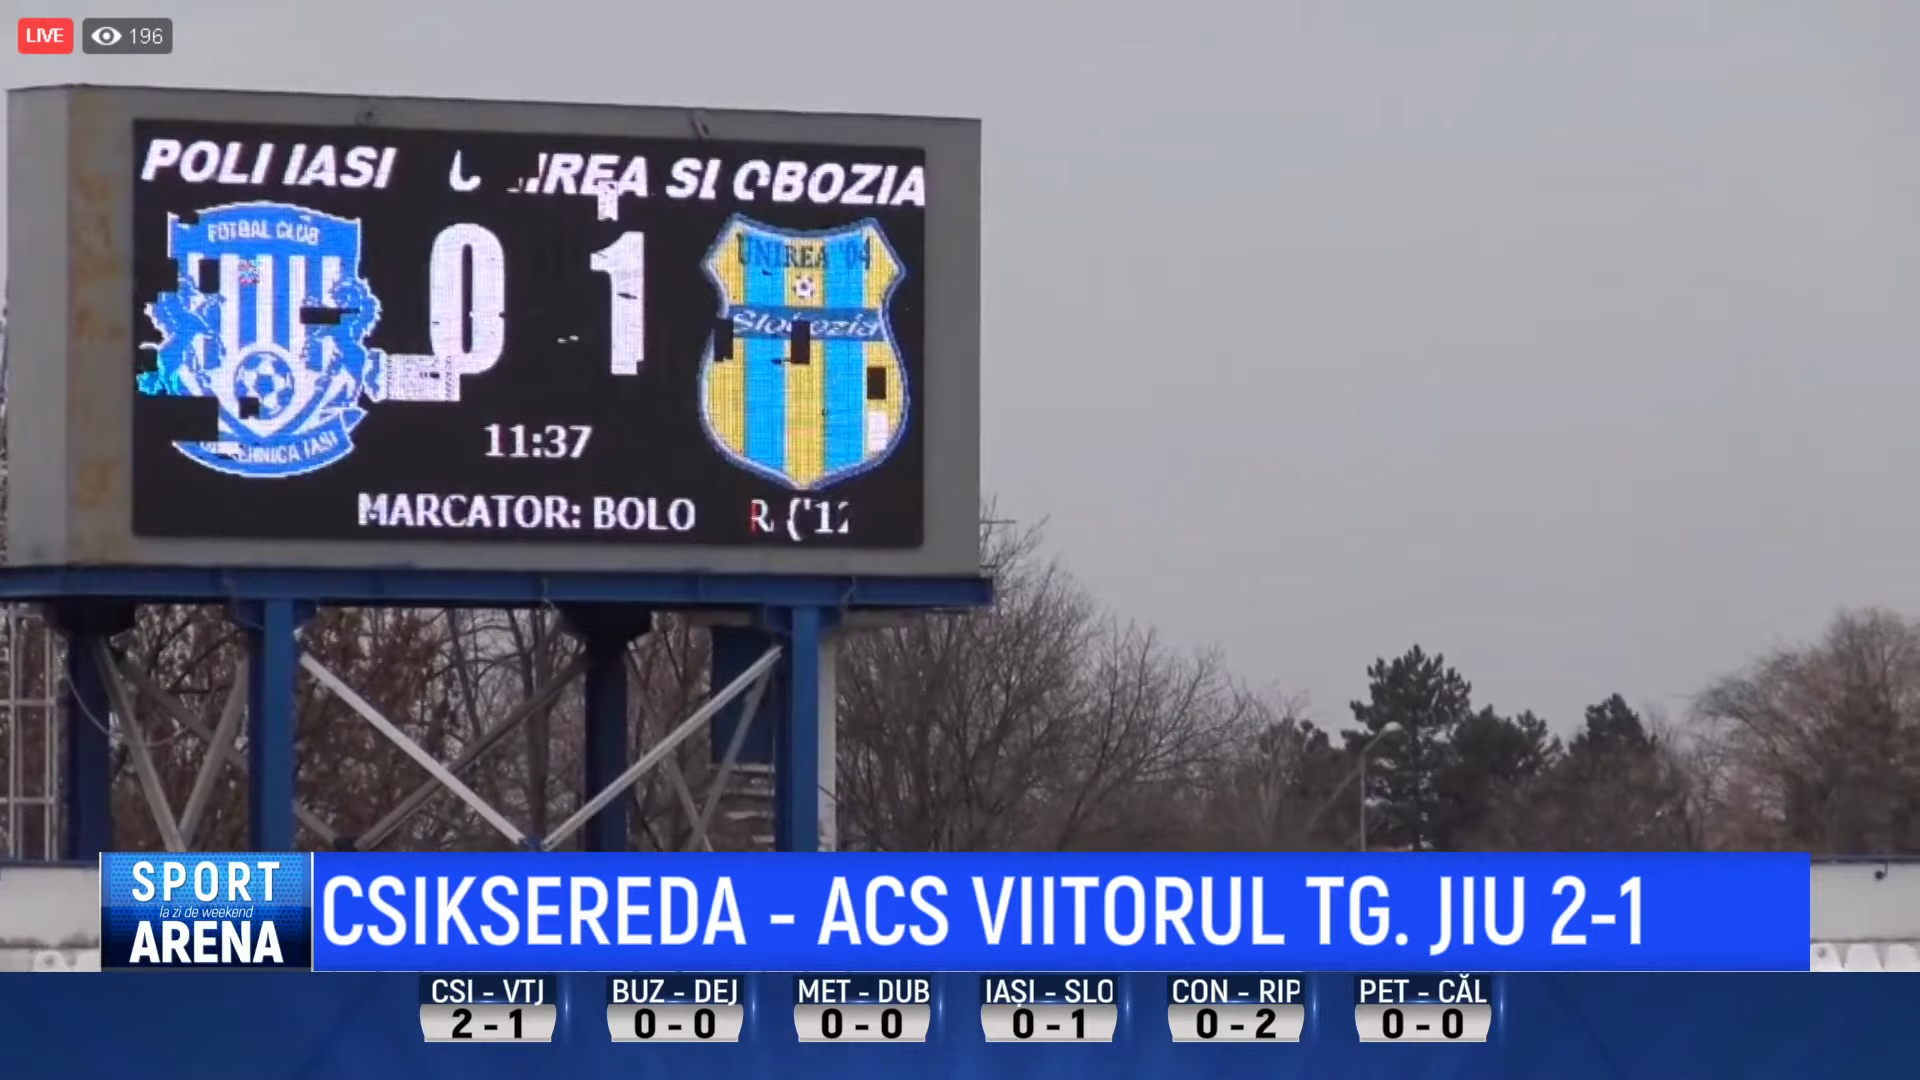 LIVE 196
POLI IASI
0 1
FOTBAL CLUB
UNIREA '04
Slobozia
11:37
MARCATOR: BOLO
SPORT
la zi de weekend
ARENA
CSIKSEREDA - ACS VIITORUL TG. JIU 2-1
CSI - VTJ BUZ - DEJ MET - DUB IAȘI - SLO CON - RIP PET - CĂL
2 - 1 0 - 0 0 - 0 0 - 1 0 - 2 0 - 0